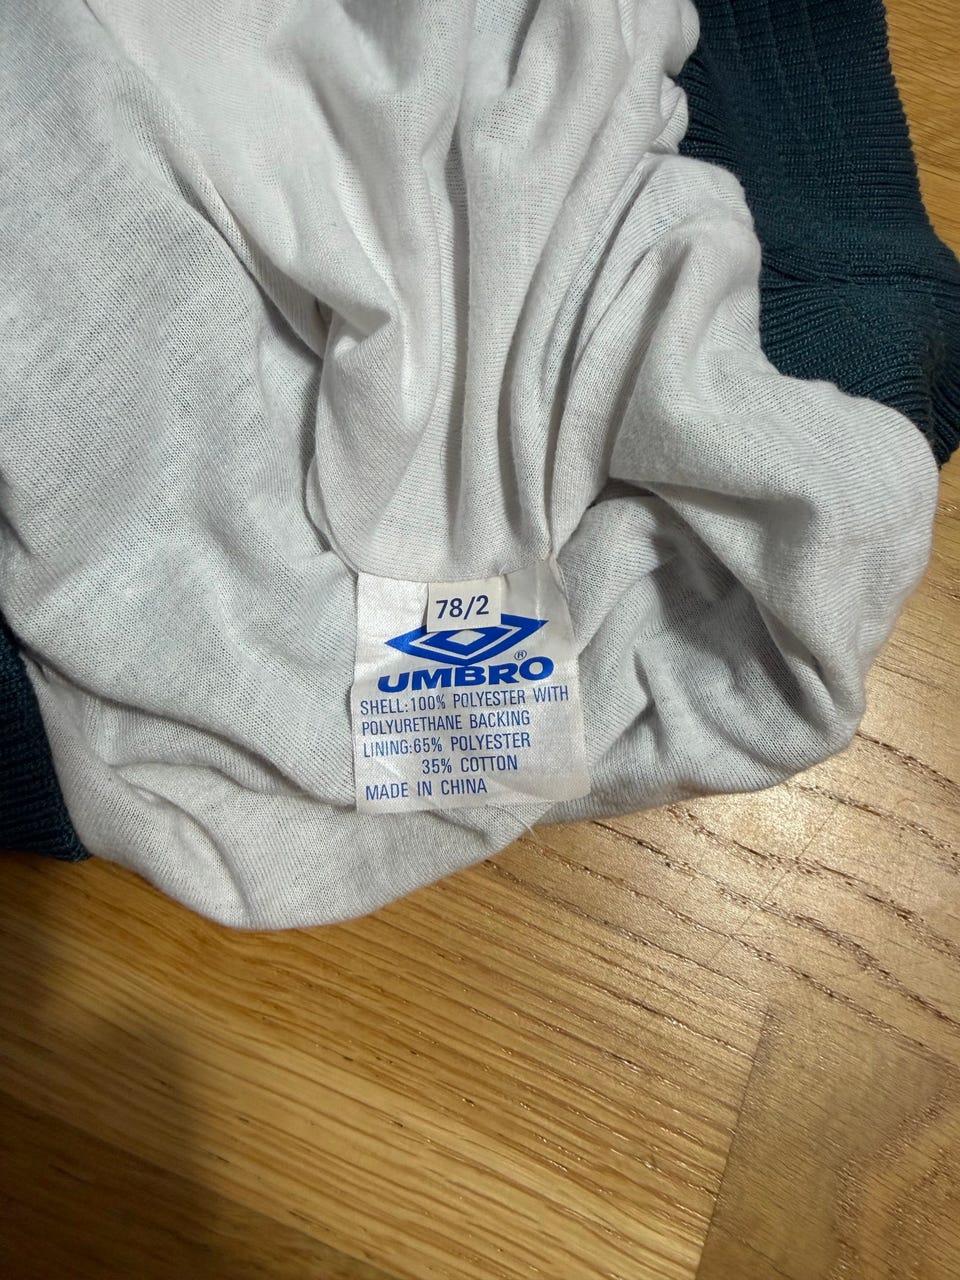 78/2
®
UMBRO
SHELL:100% POLYESTER WITH
POLYURETHANE BACKING
LINING:65% POLYESTER
35% COTTON
MADE IN CHINA